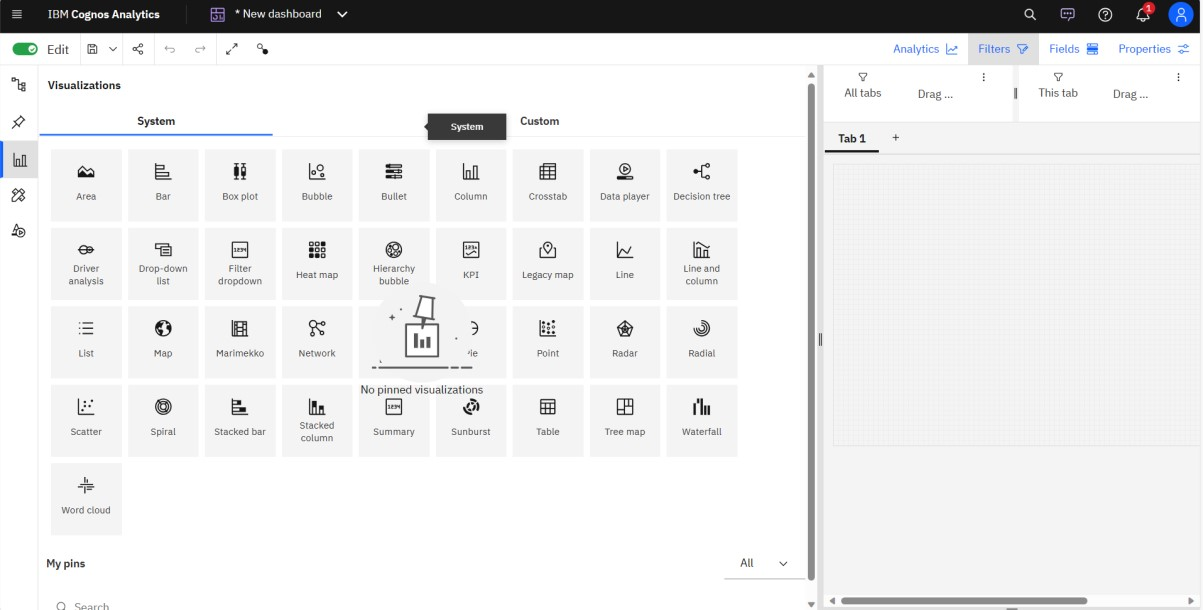 IBM Cognos Analytics
* New dashboard
1
Edit
Analytics
Filters
Fields
Properties
Visualizations
All tabs
Drag ...
This tab
Drag ...
System
System
Custom
Tab 1
+
Area
Bar
Box plot
Bubble
Bullet
Column
Crosstab
Data player
Decision tree
Driver
analysis
Drop-down
list
Filter
dropdown
Heat map
Hierarchy
bubble
KPI
Legacy map
Line
Line and
column
List
Map
Marimekko
Network
Point
Radar
Radial
No pinned visualizations
Scatter
Spiral
Stacked bar
Stacked
column
Summary
Sunburst
Table
Tree map
Waterfall
Word cloud
My pins
All
Search